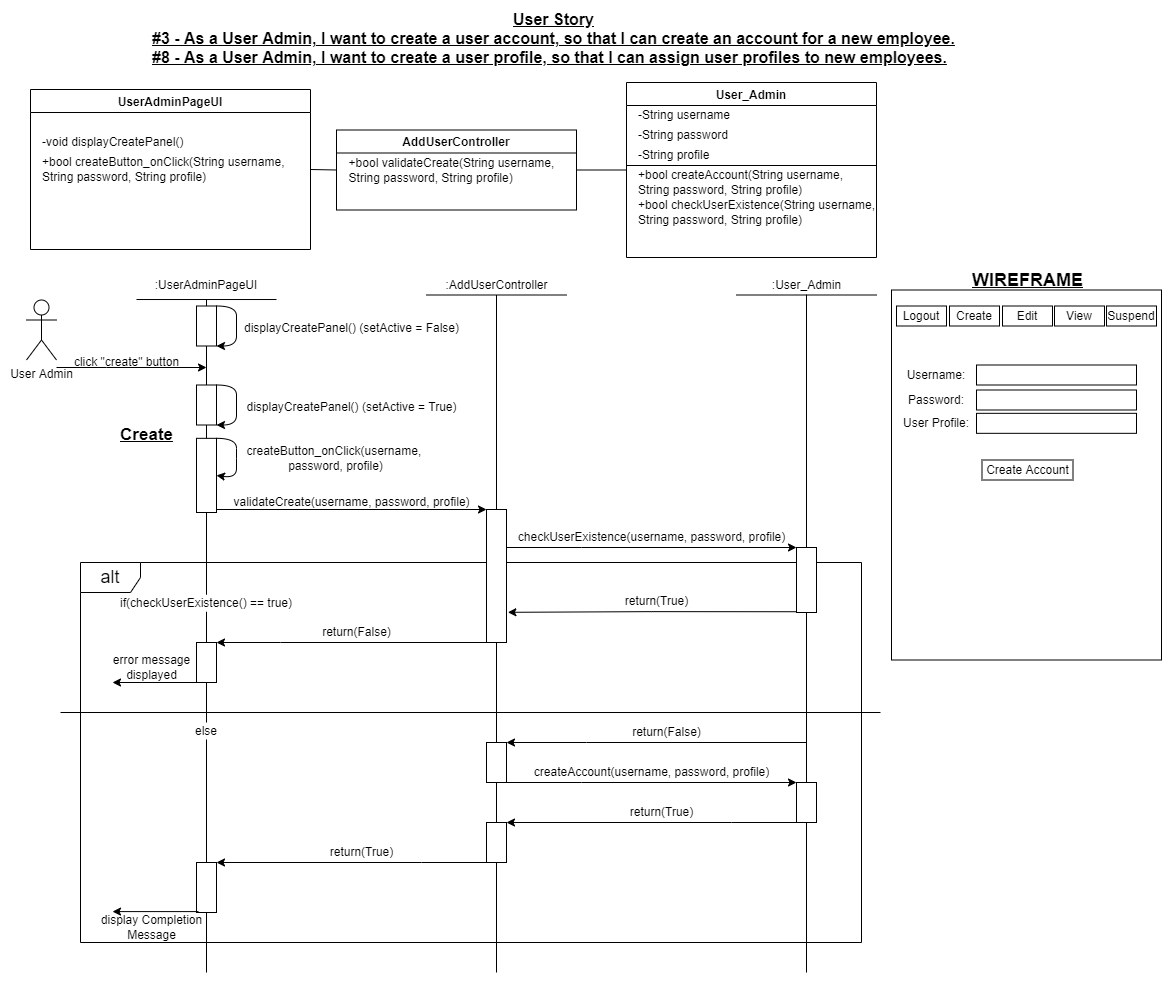 User Story
#3 - As a User Admin, I want to create a user account, so that I can create an account for a new employee.
#8 - As a User Admin, I want to create a user profile, so that I can assign user profiles to new employees.
UserAdminPageUI
-void displayCreatePanel()
+bool createButton_onClick(String username,
String password, String profile)
AddUserController
+bool validateCreate(String username,
String password, String profile)
User_Admin
-String username
-String password
-String profile
+bool createAccount(String username,
String password, String profile)
+bool checkUserExistence(String username,
String password, String profile)
:UserAdminPageUI
:AddUserController
:User_Admin
User Admin
displayCreatePanel() (setActive = False)
click "create" button
displayCreatePanel() (setActive = True)
Create
createButton_onClick(username,
password, profile)
validateCreate(username, password, profile)
checkUserExistence(username, password, profile)
alt
if(checkUserExistence() == true)
return(True)
return(False)
error message
displayed
else
return(False)
createAccount(username, password, profile)
return(True)
return(True)
display Completion
Message
WIREFRAME
Logout
Create
Edit
View
Suspend
Username:
Password:
User Profile:
Create Account